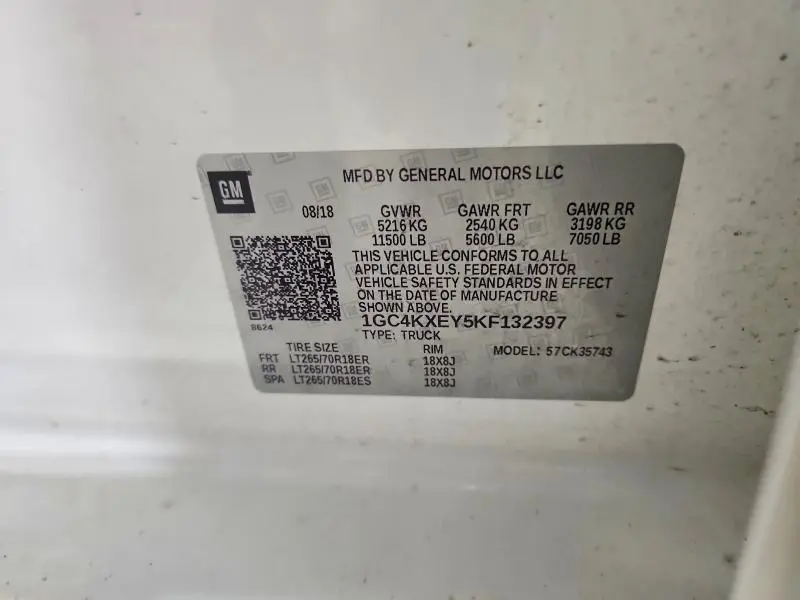 GM
MFD BY GENERAL MOTORS LLC
08/18 GVWR GAWR FRT GAWR RR
5216 KG 2540 KG 3198 KG
11500 LB 5600 LB 7050 LB
THIS VEHICLE CONFORMS TO ALL
APPLICABLE U.S. FEDERAL MOTOR
VEHICLE SAFETY STANDARDS IN EFFECT
ON THE DATE OF MANUFACTURE
SHOWN ABOVE.
8624
1GC4KXEY5KF132397
TYPE: TRUCK
TIRE SIZE RIM MODEL: 57CK35743
FRT LT265/70R18ER 18X8J
RR LT265/70R18ER 18X8J
SPA LT265/70R18ES 18X8J